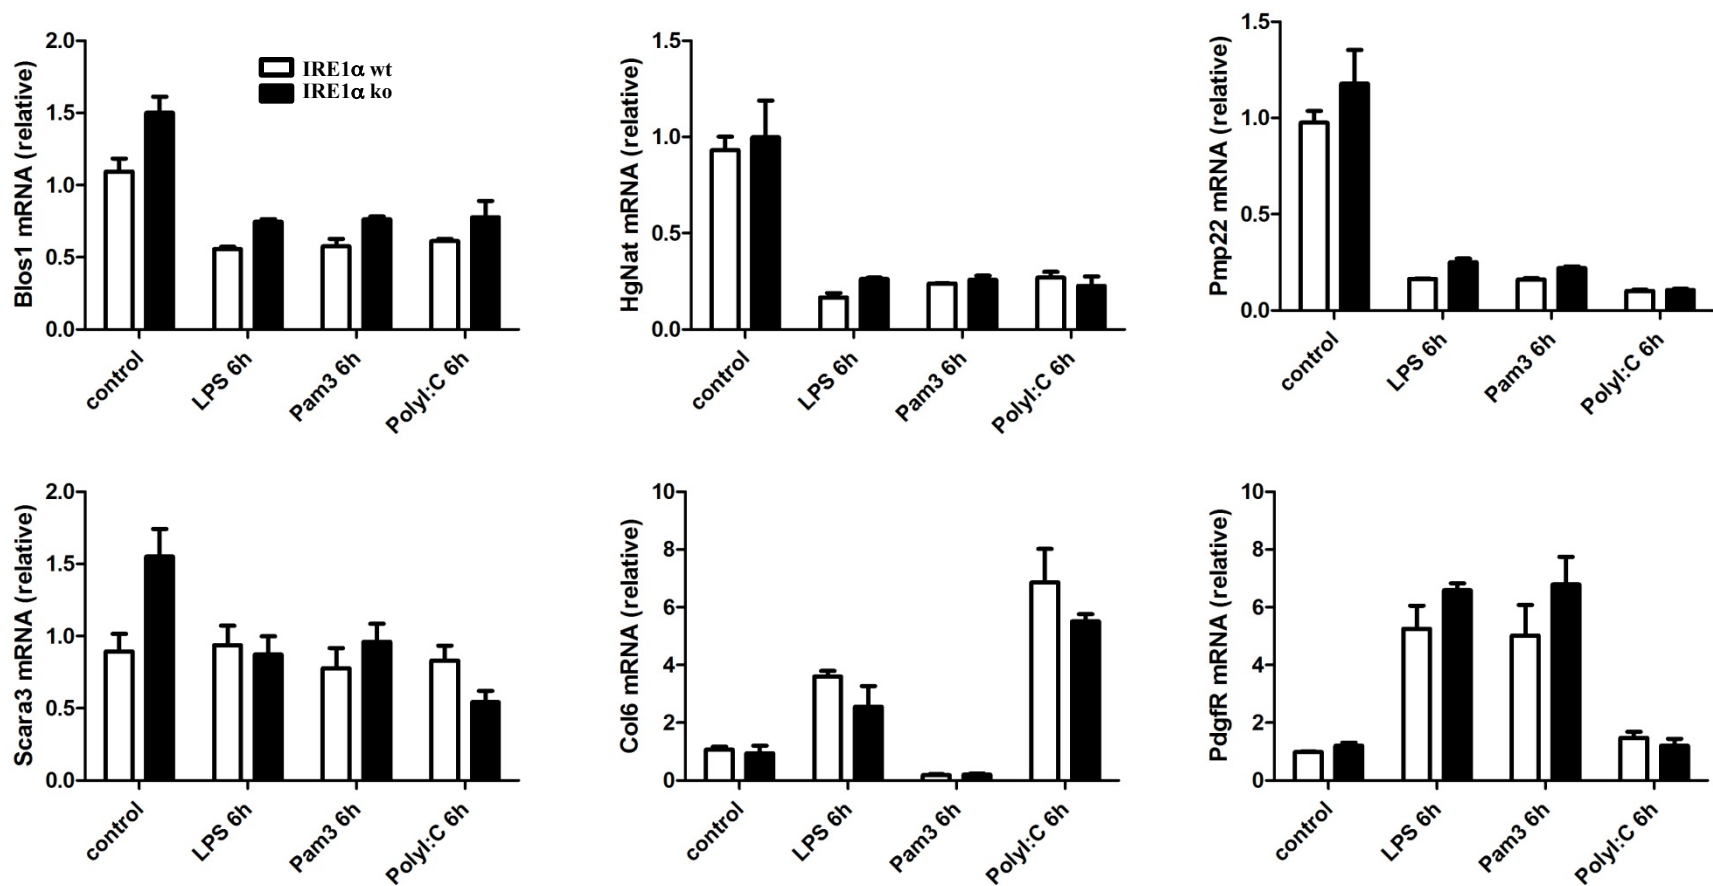 Blos1 mRNA (relative)
2.0
1.5
1.0
0.5
0.0
IRE1α wt
IRE1α ko
control
LPS 6h
Pam3 6h
PolyI:C 6h
HgNat mRNA (relative)
1.5
1.0
0.5
0.0
control
LPS 6h
Pam3 6h
PolyI:C 6h
Pmp22 mRNA (relative)
1.5
1.0
0.5
0.0
control
LPS 6h
Pam3 6h
PolyI:C 6h
Scara3 mRNA (relative)
2.0
1.5
1.0
0.5
0.0
control
LPS 6h
Pam3 6h
PolyI:C 6h
Col6 mRNA (relative)
10
8
6
4
2
0
control
LPS 6h
Pam3 6h
PolyI:C 6h
PdgfR mRNA (relative)
10
8
6
4
2
0
control
LPS 6h
Pam3 6h
PolyI:C 6h